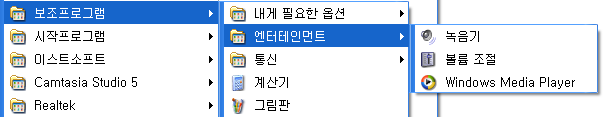 보조프로그램
시작프로그램
이스트소프트
Camtasia Studio 5
Realtek
내게 필요한 옵션
엔터테인먼트
통신
계산기
그림판
녹음기
볼륨 조절
Windows Media Player